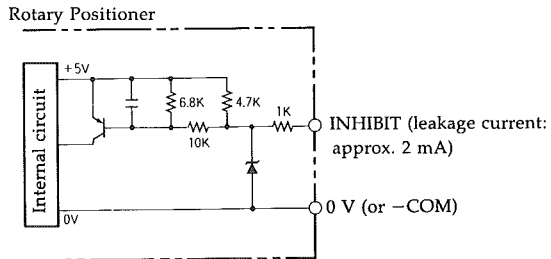 Rotary Positioner
+5V
6.8K
4.7K
1K
10K
Internal circuit
0V
INHIBIT (leakage current:
approx. 2 mA)
0 V (or −COM)